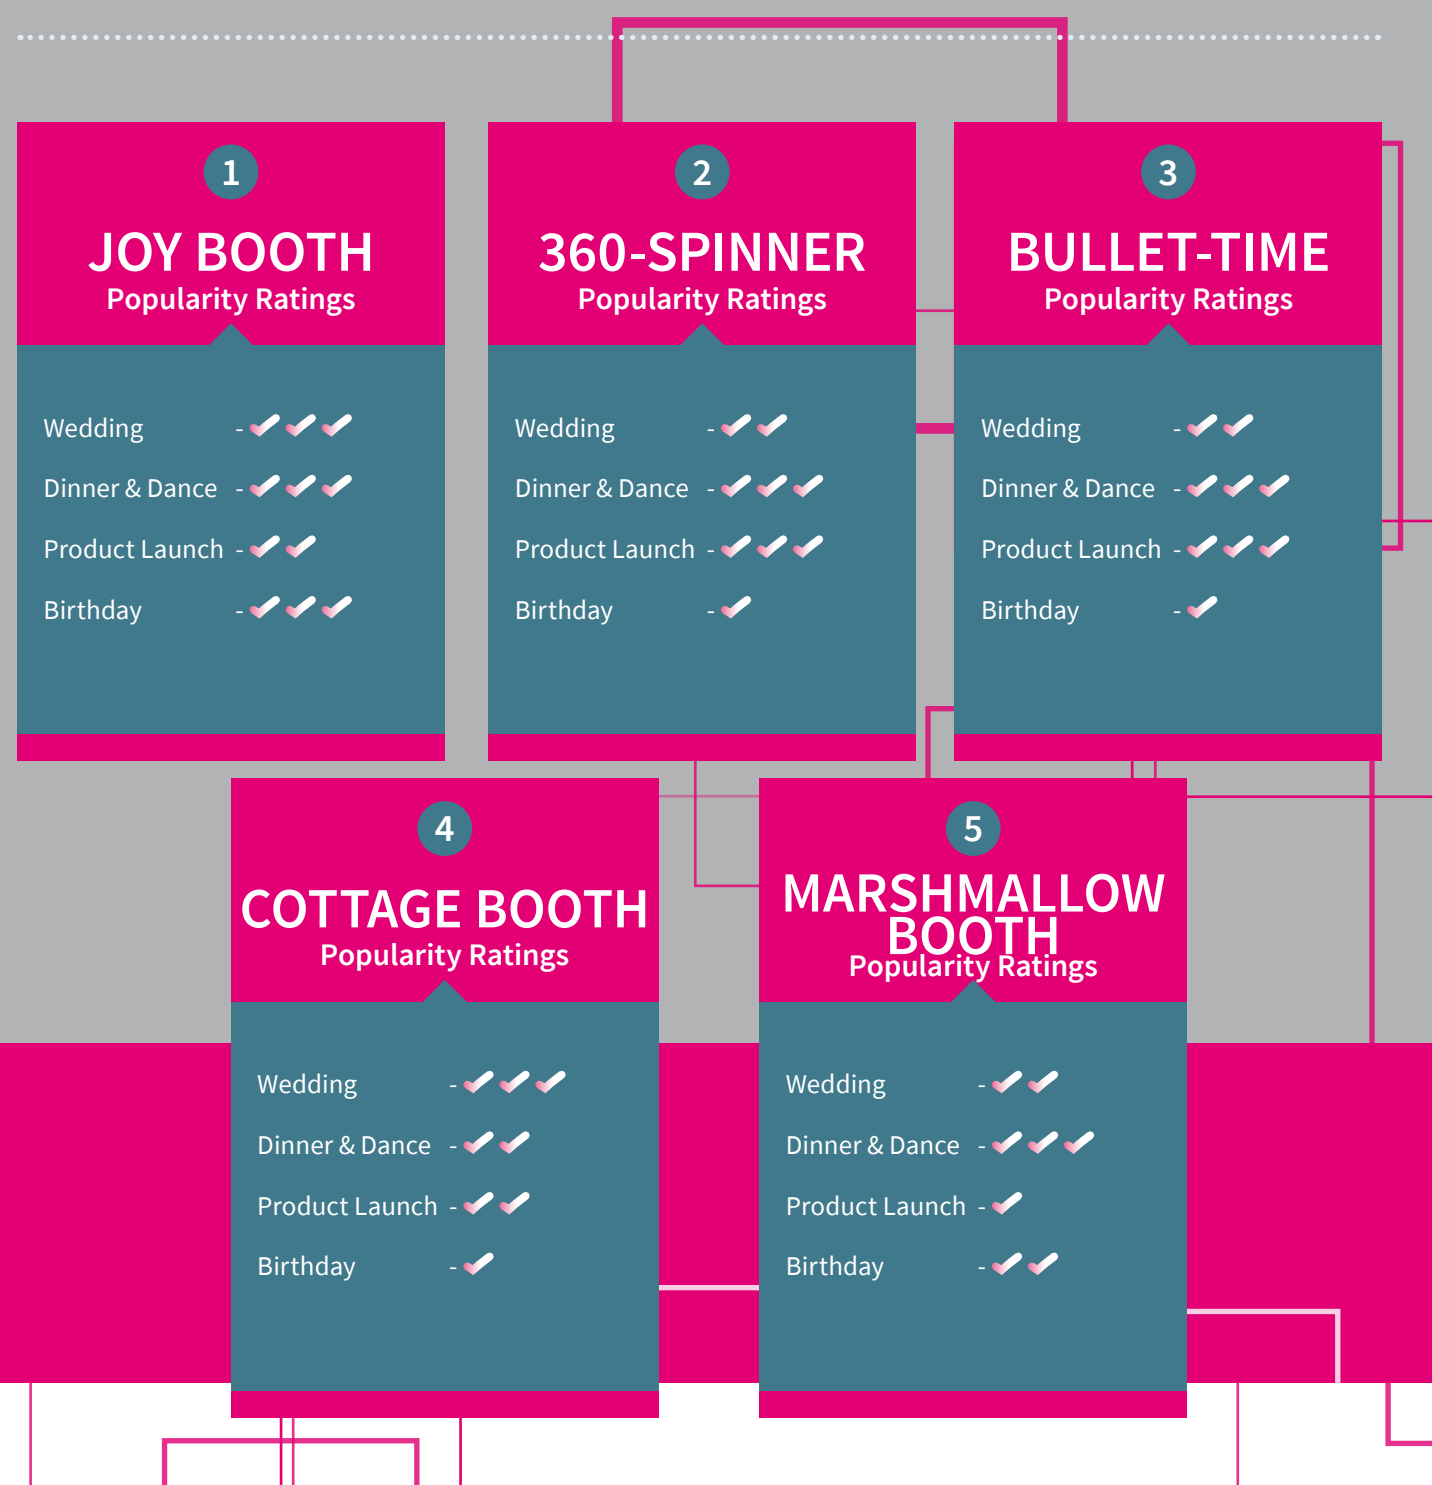 1
JOY BOOTH
Popularity Ratings
Wedding -
Dinner & Dance -
Product Launch -
Birthday -
2
360-SPINNER
Popularity Ratings
Wedding -
Dinner & Dance -
Product Launch -
Birthday -
3
BULLET-TIME
Popularity Ratings
Wedding -
Dinner & Dance -
Product Launch -
Birthday -
4
COTTAGE BOOTH
Popularity Ratings
Wedding -
Dinner & Dance -
Product Launch -
Birthday -
5
MARSHMALLOW
BOOTH
Popularity Ratings
Wedding -
Dinner & Dance -
Product Launch -
Birthday -